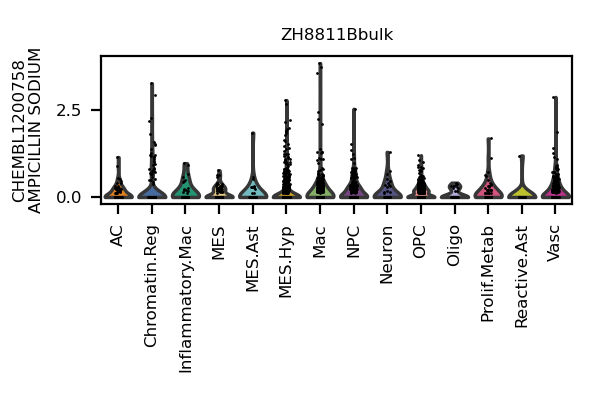 ZH8811Bbulk
CHEMBL1200758
AMPICILLIN SODIUM
2.5
0.0
AC
Chromatin.Reg
Inflammatory.Mac
MES
MES.Ast
MES.Hyp
Mac
NPC
Neuron
OPC
Oligo
Prolif.Metab
Reactive.Ast
Vasc